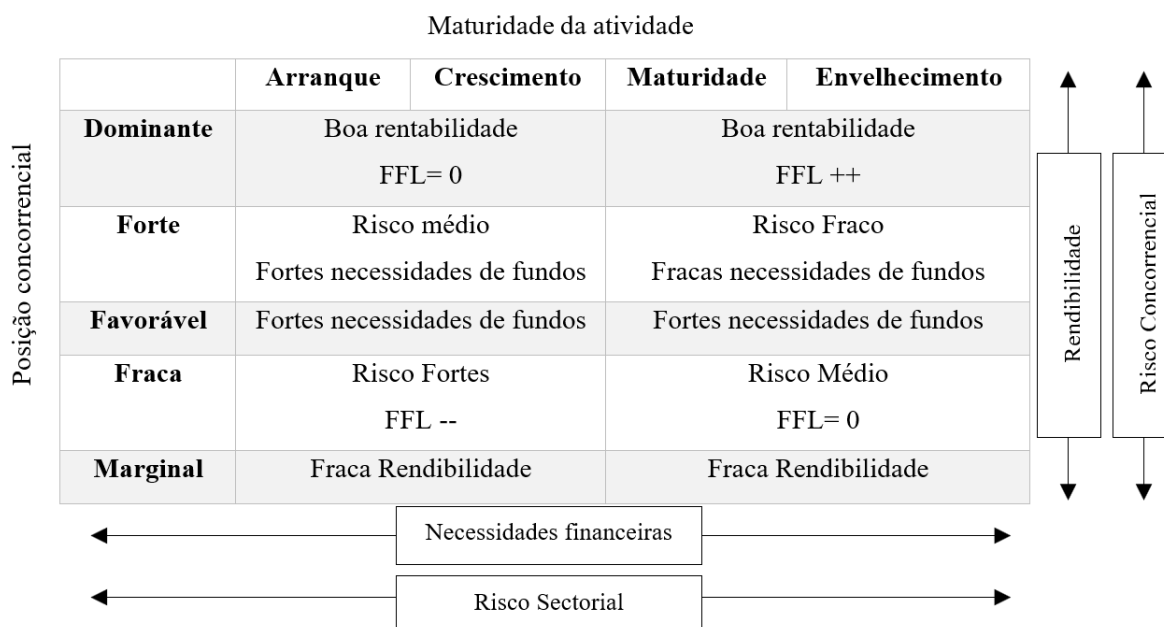 Maturidade da atividade
Arranque Crescimento Maturidade Envelhecimento
Posição concorrencial
Dominante Boa rentabilidade Boa rentabilidade
FFL= 0 FFL ++
Forte Risco médio Risco Fraco
Fortes necessidades de fundos Fracas necessidades de fundos
Favorável Fortes necessidades de fundos Fortes necessidades de fundos
Fraca Risco Fortes Risco Médio
FFL -- FFL= 0
Marginal Fraca Rendibilidade Fraca Rendibilidade
Rendibilidade
Risco Concorrencial
Necessidades financeiras
Risco Sectorial